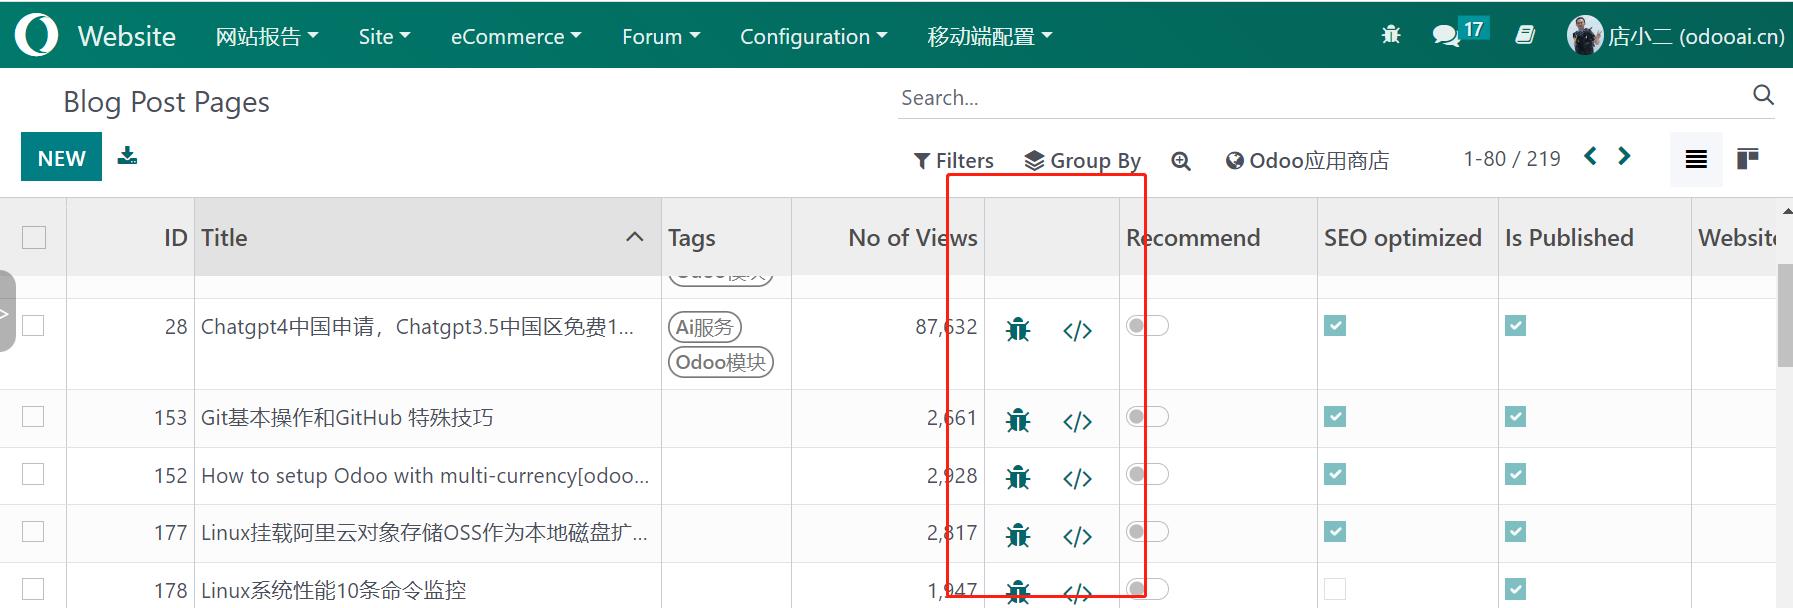 Website 网站报告 Site eCommerce Forum Configuration 移动端配置 17 店小二 (odooai.cn)
Blog Post Pages
Search...
NEW
Filters Group By Odoo应用商店 1-80 / 219
ID Title Tags No of Views Recommend SEO optimized Is Published Website
Odoo模块
28 Chatgpt4中国申请，Chatgpt3.5中国区免费1... Ai服务 87,632 </>
Odoo模块
153 Git基本操作和GitHub 特殊技巧 2,661 </>
152 How to setup Odoo with multi-currency[odoo... 2,928 </>
177 Linux挂载阿里云对象存储OSS作为本地磁盘扩... 2,817 </>
178 Linux系统性能10条命令监控 1,947 </>